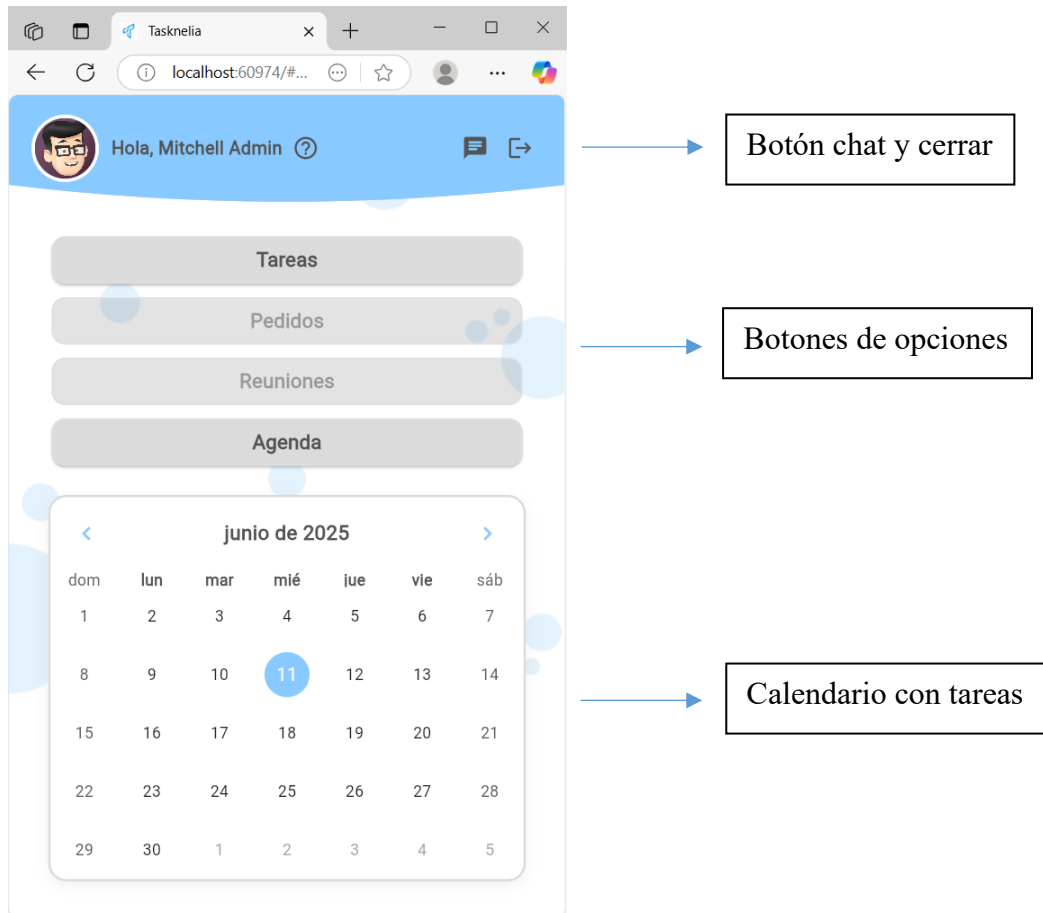 Tasknelia
localhost:60974/#...
Hola, Mitchell Admin
Botón chat y cerrar
Tareas
Pedidos
Botones de opciones
Reuniones
Agenda
junio de 2025
dom lun mar mié jue vie sáb
1 2 3 4 5 6 7
8 9 10 11 12 13 14
Calendario con tareas
15 16 17 18 19 20 21
22 23 24 25 26 27 28
29 30 1 2 3 4 5